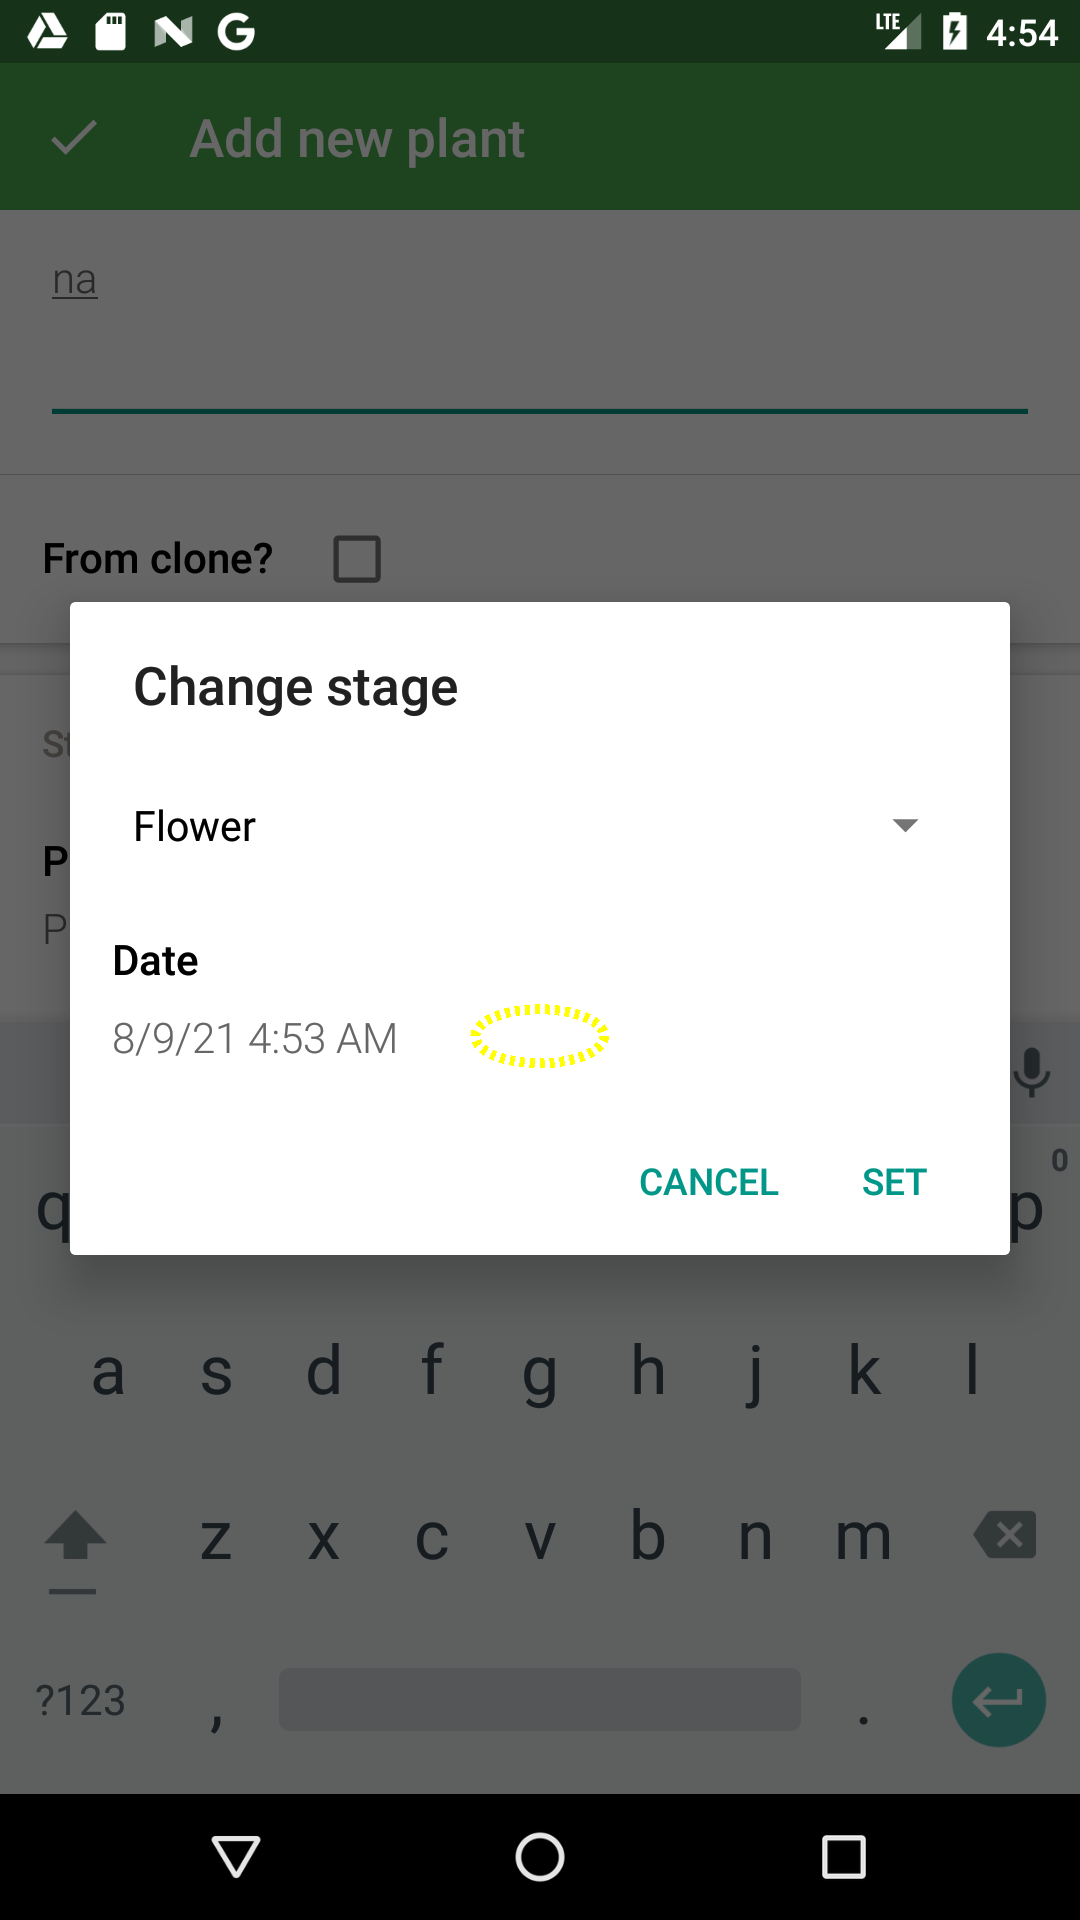 LTE 4:54
Add new plant
na
From clone?
Change stage
St
Flower
P
P
Date
8/9/21 4:53 AM
CANCEL SET
0
q p
a s d f g h j k l
z x c v b n m
?123 , .